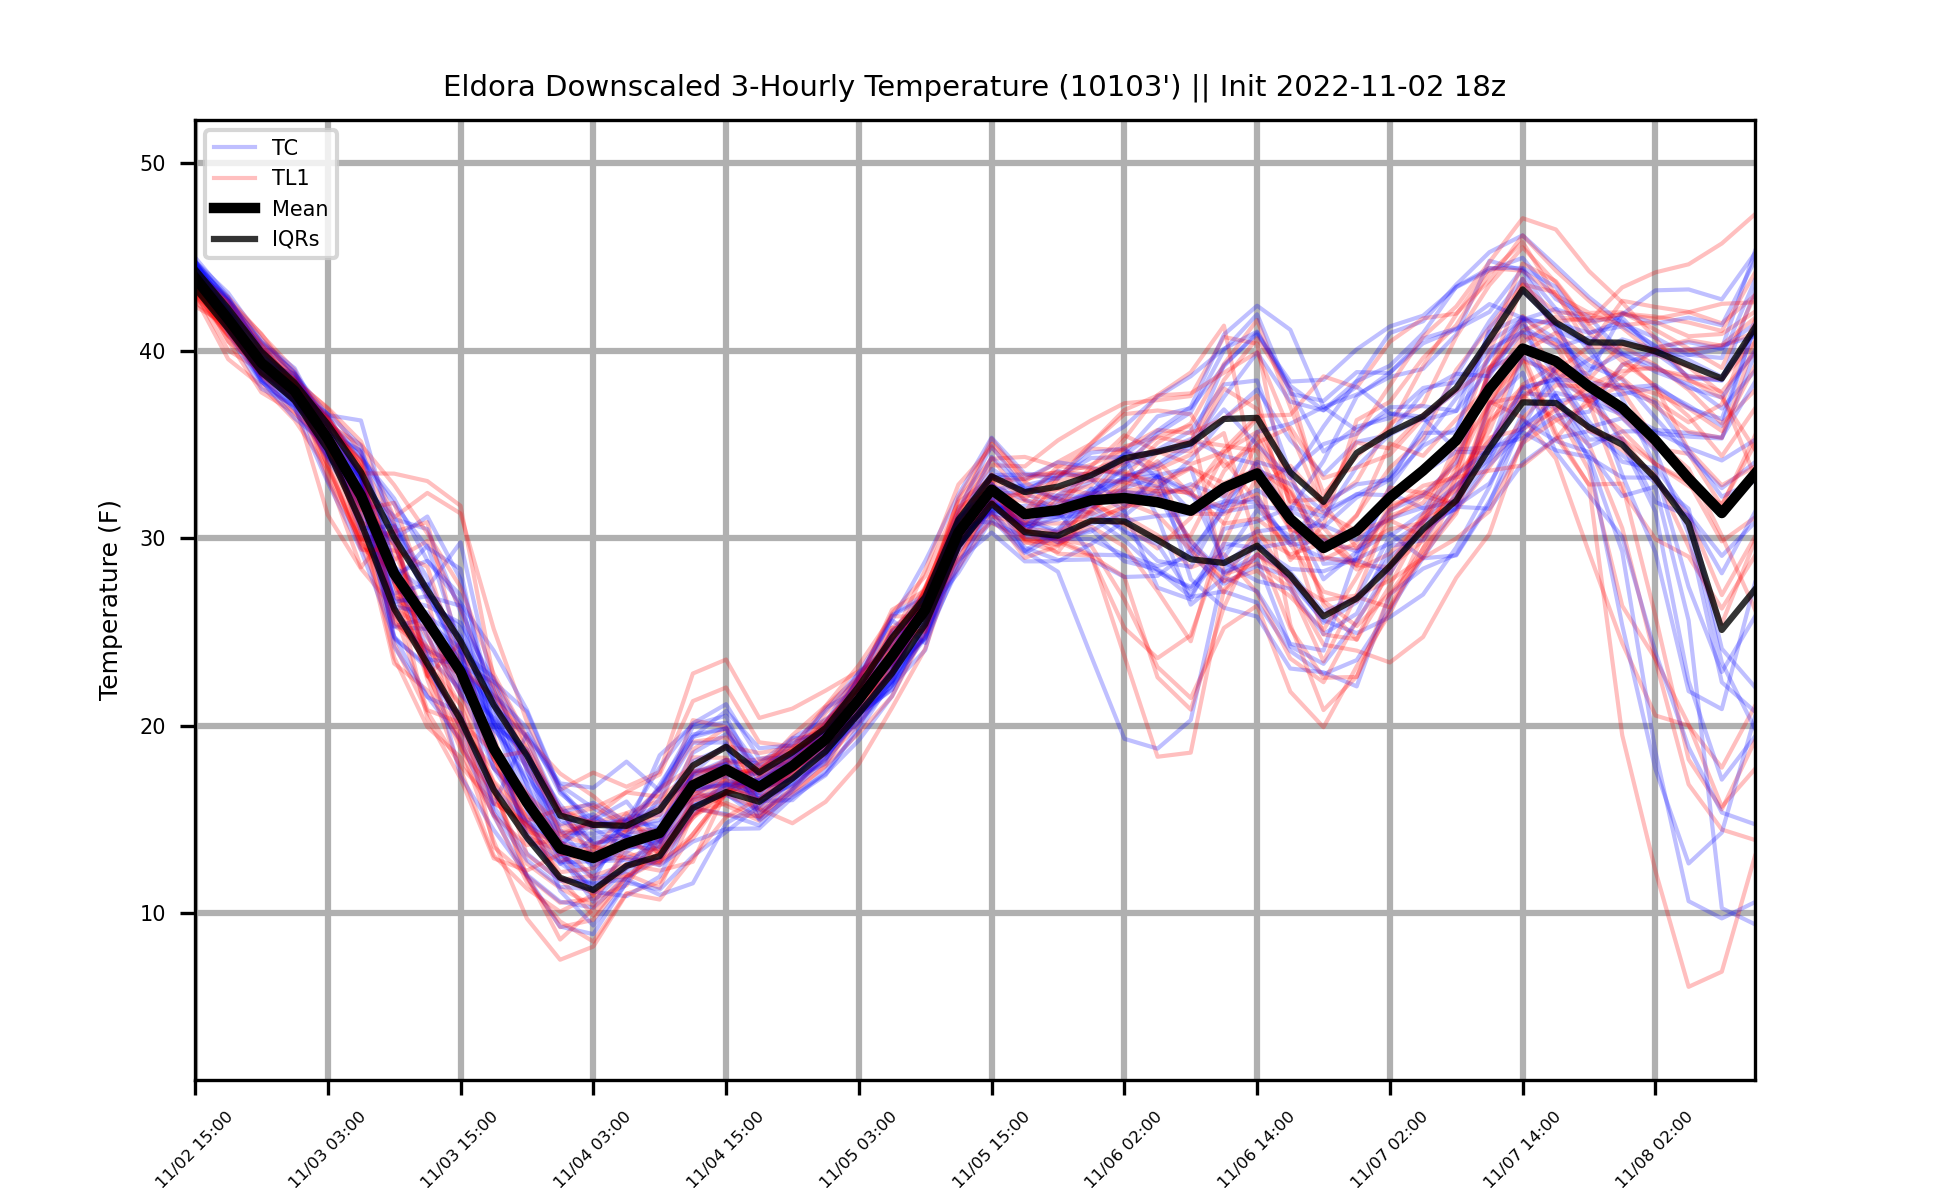 Eldora Downscaled 3-Hourly Temperature (10103') || Init 2022-11-02 18z
TC
TL1
Mean
IQRs
Temperature (F)
50
40
30
20
10
11/02 15:00
11/03 03:00
11/03 15:00
11/04 03:00
11/04 15:00
11/05 03:00
11/05 15:00
11/06 02:00
11/06 14:00
11/07 02:00
11/07 14:00
11/08 02:00